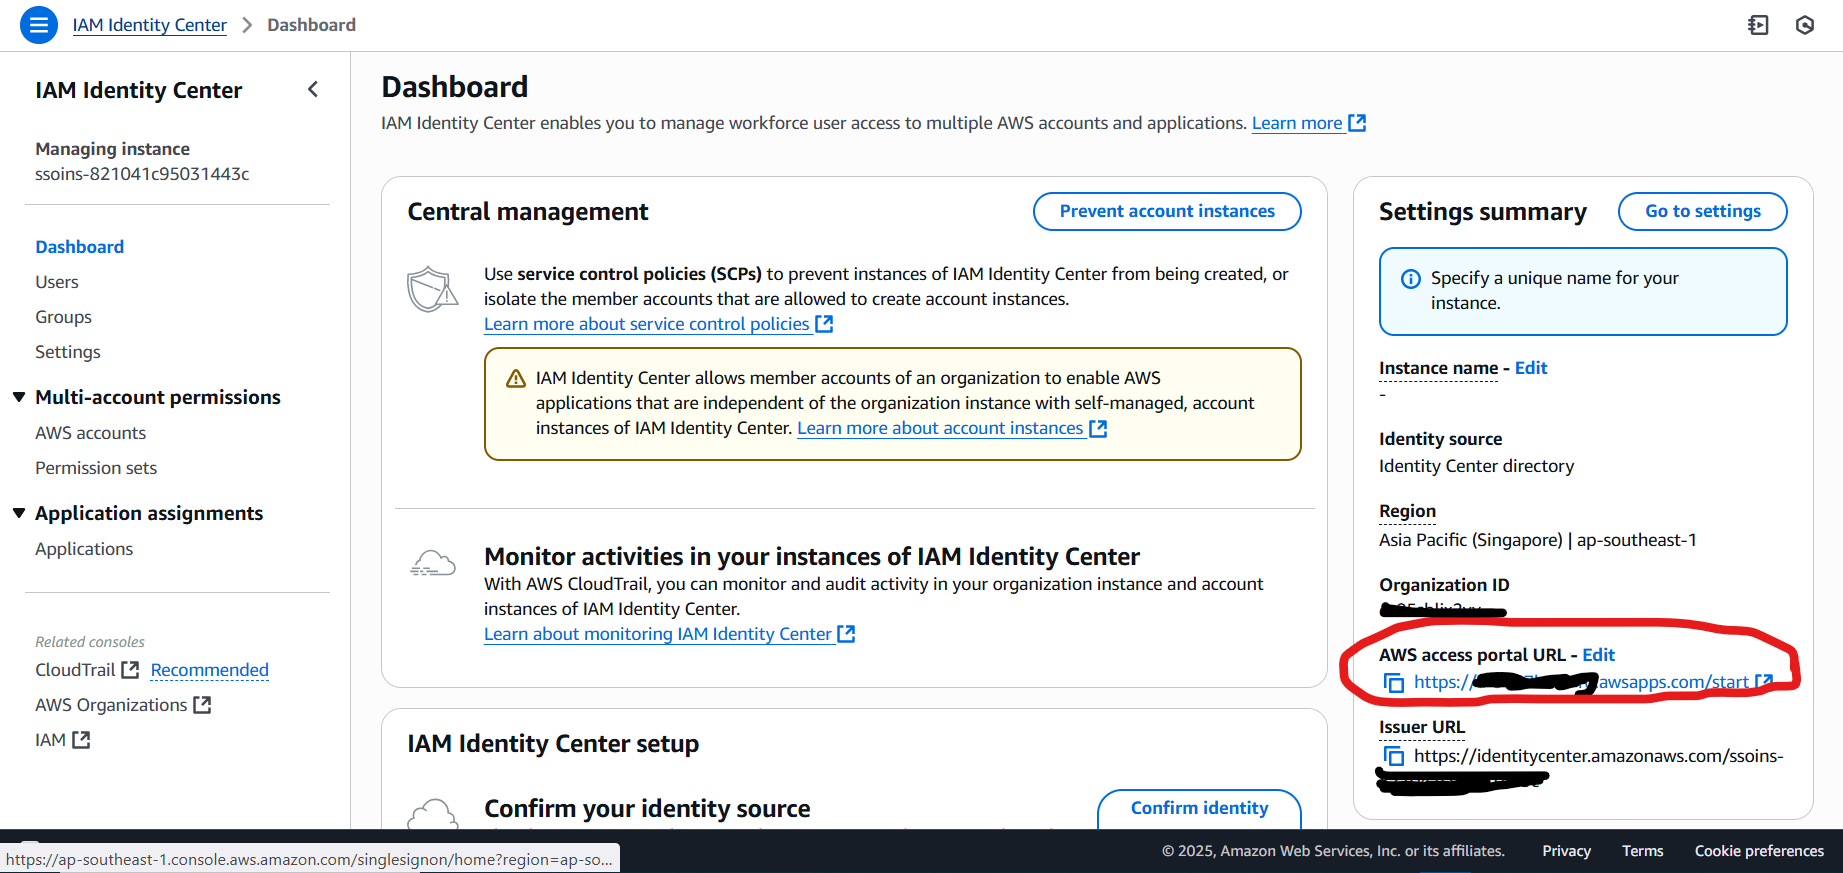 IAM Identity Center > Dashboard
IAM Identity Center
Managing instance
ssoins-821041c95031443c
Dashboard
Users
Groups
Settings
Multi-account permissions
AWS accounts
Permission sets
Application assignments
Applications
Related consoles
CloudTrail Recommended
AWS Organizations
IAM
Dashboard
IAM Identity Center enables you to manage workforce user access to multiple AWS accounts and applications. Learn more
Central management
Prevent account instances
Use service control policies (SCPs) to prevent instances of IAM Identity Center from being created, or
isolate the member accounts that are allowed to create account instances.
Learn more about service control policies
IAM Identity Center allows member accounts of an organization to enable AWS
applications that are independent of the organization instance with self-managed, account
instances of IAM Identity Center. Learn more about account instances
Monitor activities in your instances of IAM Identity Center
With AWS CloudTrail, you can monitor and audit activity in your organization instance and account
instances of IAM Identity Center.
Learn about monitoring IAM Identity Center
IAM Identity Center setup
Confirm your identity source
Confirm identity
Settings summary
Go to settings
Specify a unique name for your
instance.
Instance name - Edit
-
Identity source
Identity Center directory
Region
Asia Pacific (Singapore) | ap-southeast-1
Organization ID
AWS access portal URL - Edit
https:// .awsapps.com/start
Issuer URL
https://identitycenter.amazonaws.com/ssoins-
https://ap-southeast-1.console.aws.amazon.com/singlesignon/home?region=ap-so...
© 2025, Amazon Web Services, Inc. or its affiliates.
Privacy
Terms
Cookie preferences